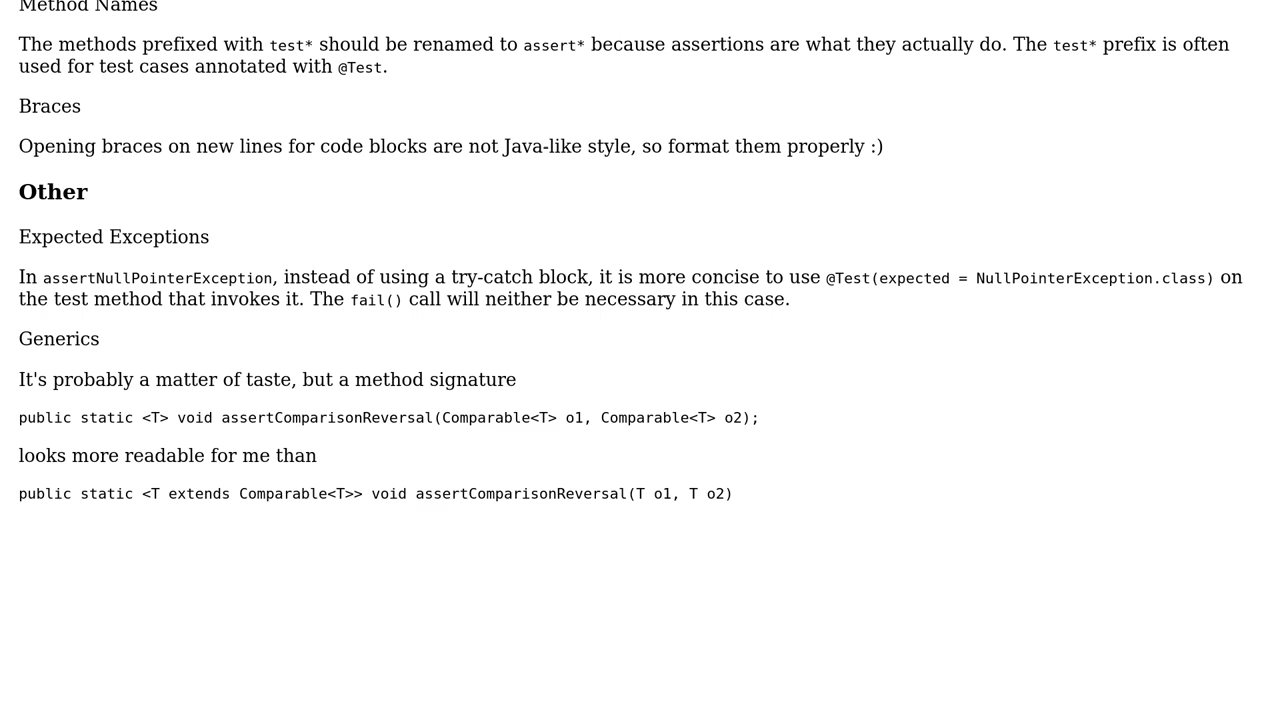 Method Names
The methods prefixed with test* should be renamed to assert* because assertions are what they actually do. The test* prefix is often
used for test cases annotated with @Test.
Braces
Opening braces on new lines for code blocks are not Java-like style, so format them properly :)
Other
Expected Exceptions
In assertNullPointerException, instead of using a try-catch block, it is more concise to use @Test(expected = NullPointerException.class) on
the test method that invokes it. The fail() call will neither be necessary in this case.
Generics
It's probably a matter of taste, but a method signature
public static <T> void assertComparisonReversal(Comparable<T> o1, Comparable<T> o2);
looks more readable for me than
public static <T extends Comparable<T>> void assertComparisonReversal(T o1, T o2)